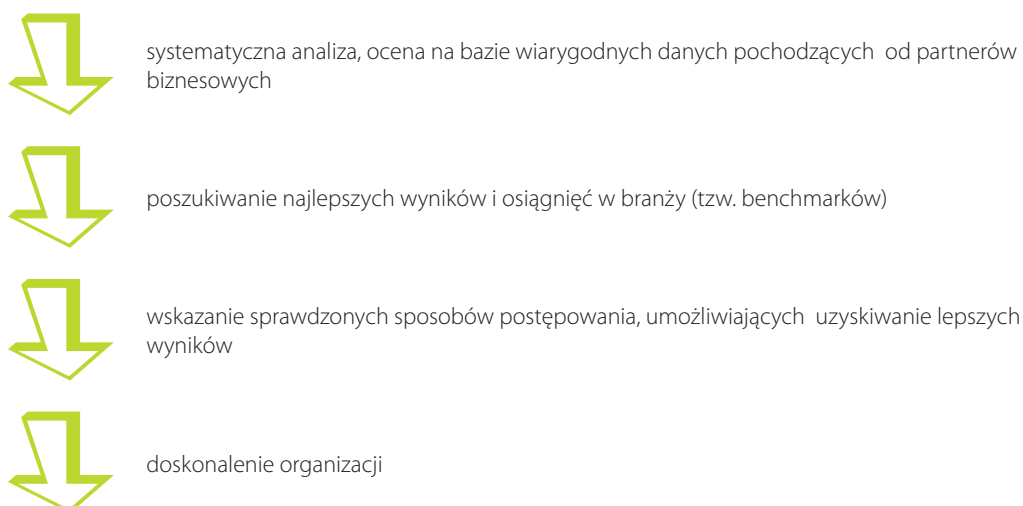 systematyczna analiza, ocena na bazie wiarygodnych danych pochodzących  od partnerów
biznesowych
poszukiwanie najlepszych wyników i osiągnięć w branży (tzw. benchmarków)
wskazanie sprawdzonych sposobów postępowania, umożliwiających  uzyskiwanie lepszych
wyników
doskonalenie organizacji